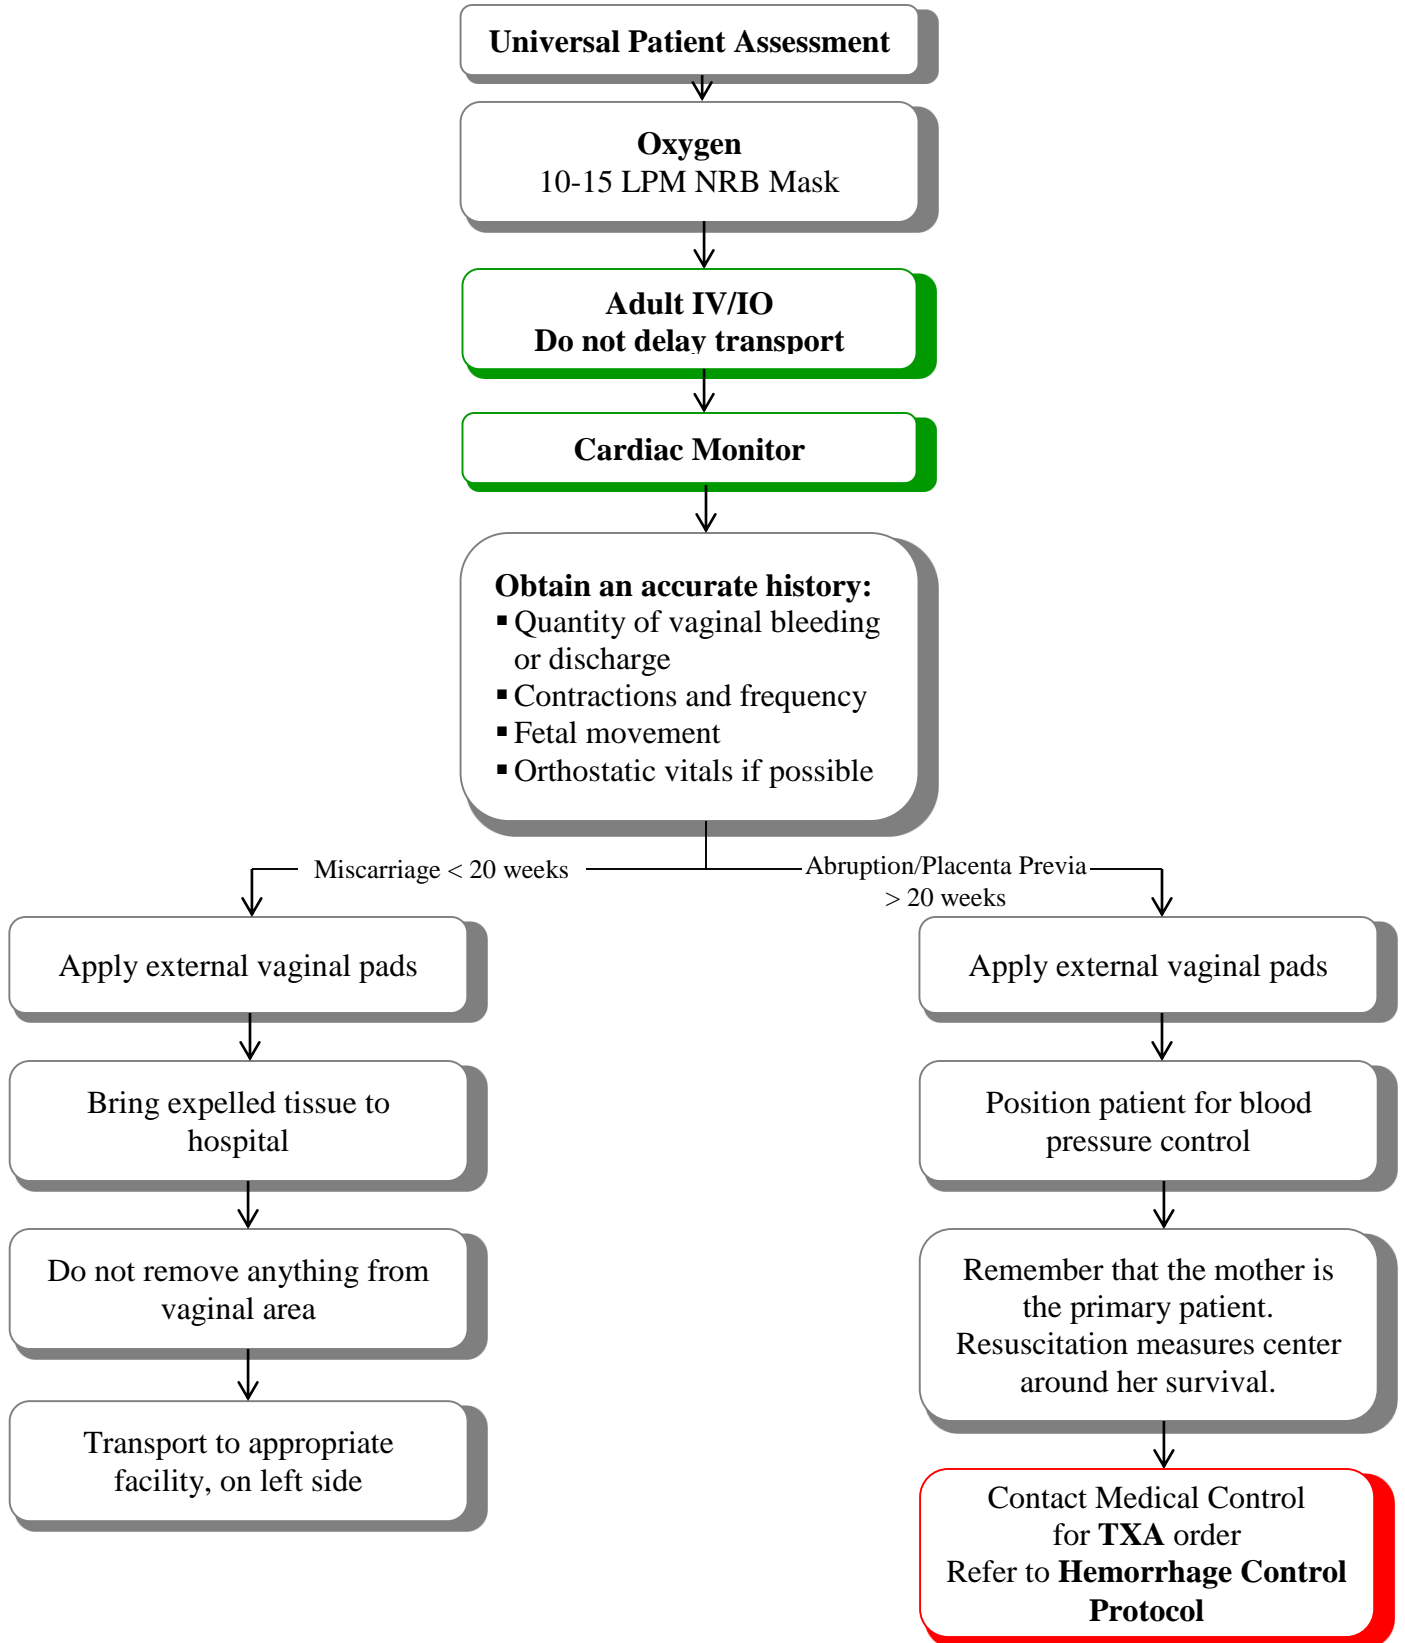 Universal Patient Assessment
Oxygen
10-15 LPM NRB Mask
Adult IV/IO
Do not delay transport
Cardiac Monitor
Obtain an accurate history:
▪ Quantity of vaginal bleeding
or discharge
▪ Contractions and frequency
▪ Fetal movement
▪ Orthostatic vitals if possible
Miscarriage < 20 weeks
Abruption/Placenta Previa
> 20 weeks
Apply external vaginal pads
Bring expelled tissue to
hospital
Do not remove anything from
vaginal area
Transport to appropriate
facility, on left side
Apply external vaginal pads
Position patient for blood
pressure control
Remember that the mother is
the primary patient.
Resuscitation measures center
around her survival.
Contact Medical Control
for TXA order
Refer to Hemorrhage Control
Protocol